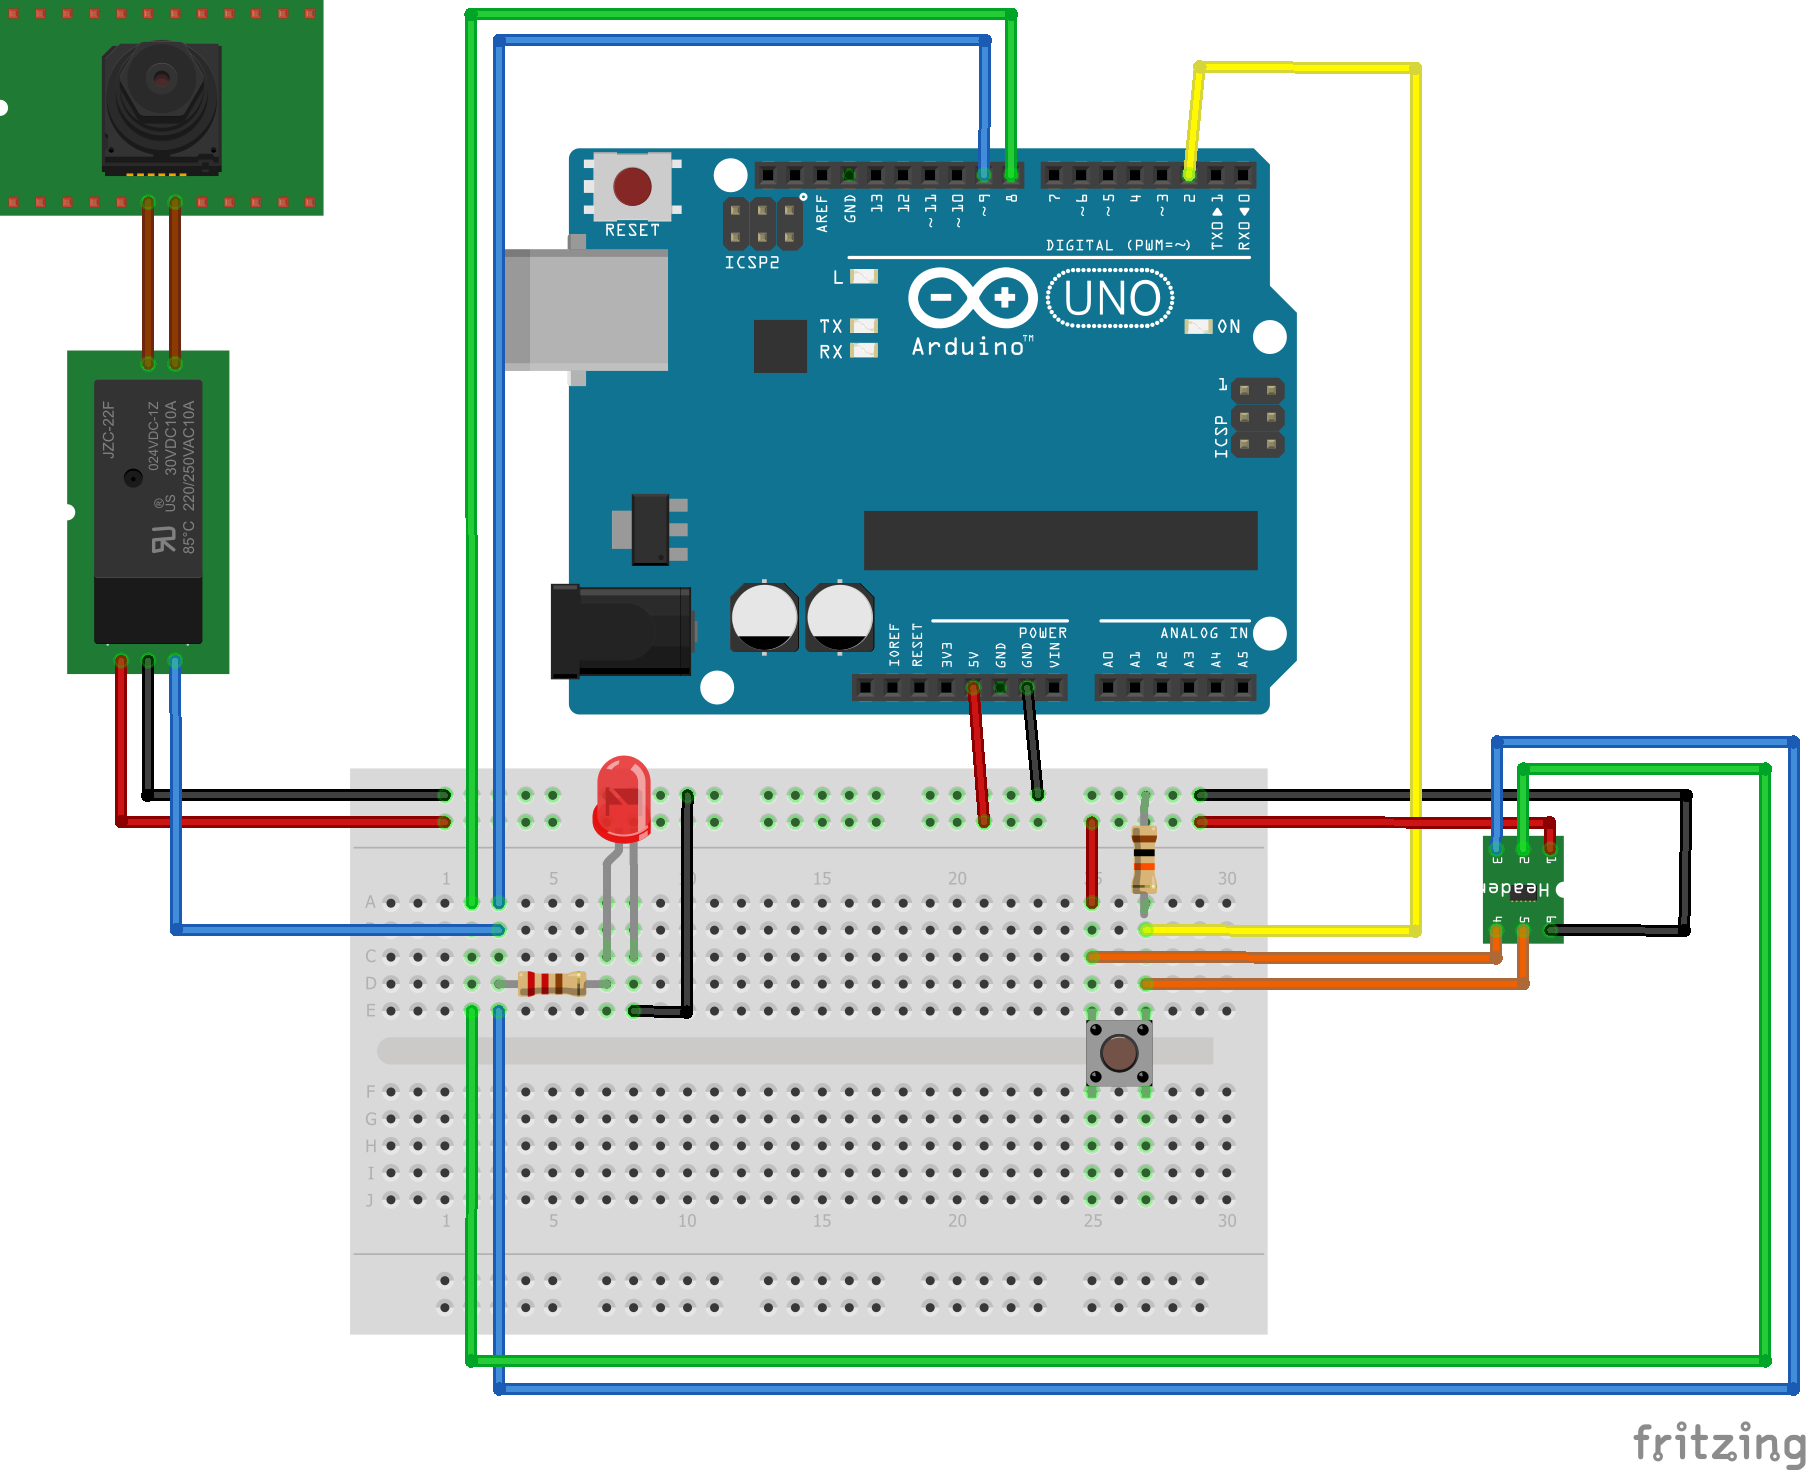 RESET
ICSP2
AREF
GND
13
12
~11
~10
~9
8
7
~6
~5
4
~3
2
TX0▶1
RX0◀0
DIGITAL (PWM=~)
L
TX
RX
UNO
Arduino™
ON
1
ICSP
JZC-22F
024VDC-1Z
30VDC10A
220/250VAC10A
® US
85°C
IOREF
RESET
3V3
5V
GND
GND
VIN
POWER
ANALOG IN
A0
A1
A2
A3
A4
A5
1
5
10
15
20
25
30
A
C
D
E
F
G
H
I
J
1
5
10
15
20
25
30
3
2
1
Header
4
5
6
fritzing